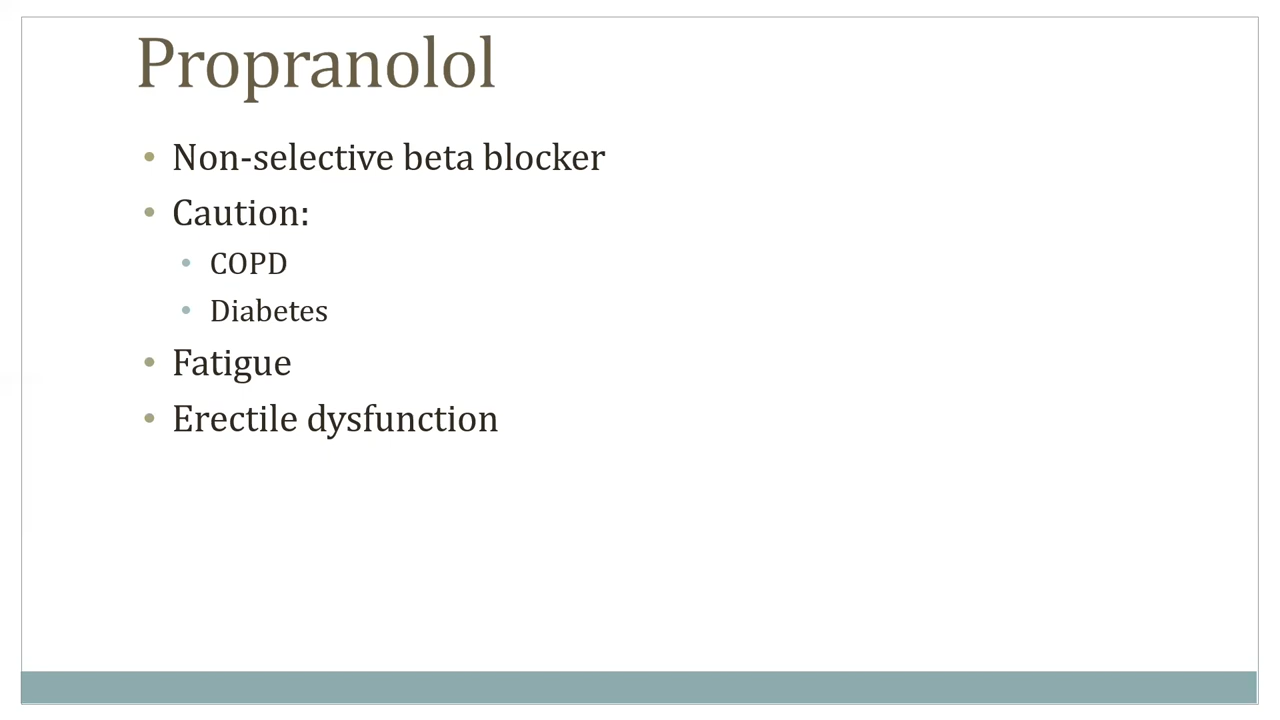 Propranolol
• Non-selective beta blocker
• Caution:
• COPD
• Diabetes
• Fatigue
• Erectile dysfunction